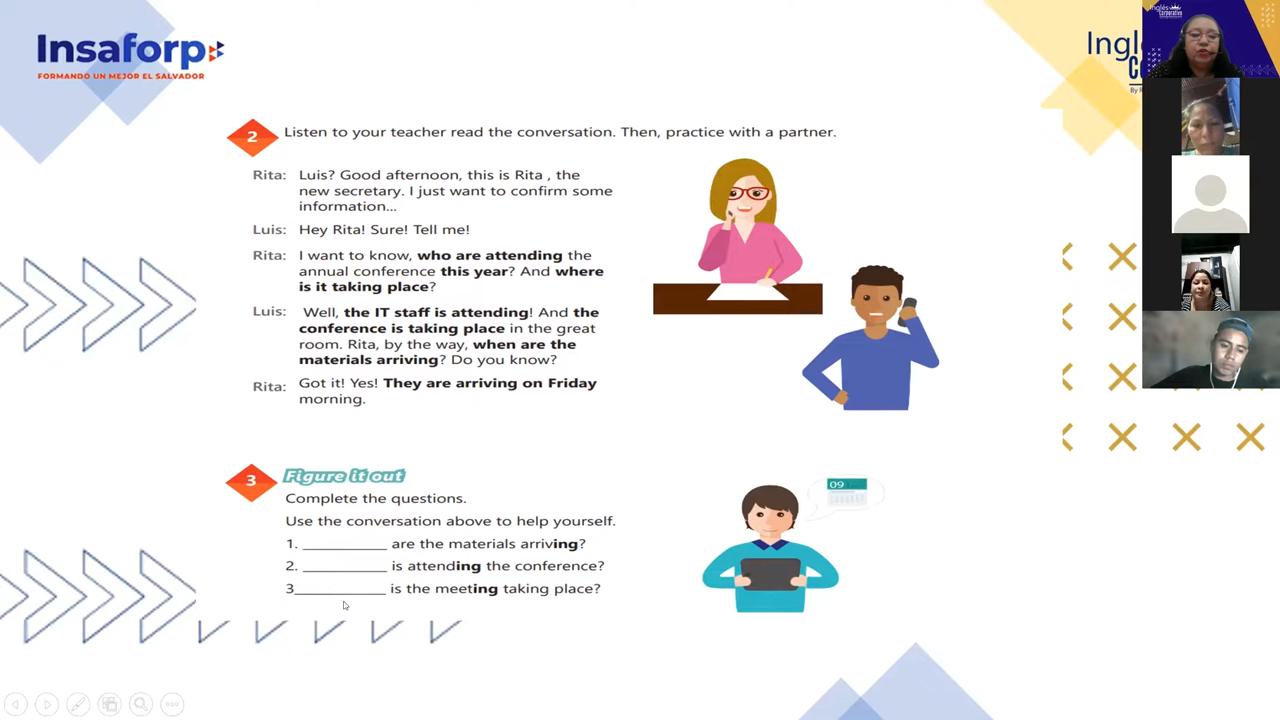 Insaforp
FORMANDO UN MEJOR EL SALVADOR
Inglés
Corporativo
2
Listen to your teacher read the conversation. Then, practice with a partner.
Rita: Luis? Good afternoon, this is Rita , the
new secretary. I just want to confirm some
information...
Luis: Hey Rita! Sure! Tell me!
Rita: I want to know, who are attending the
annual conference this year? And where
is it taking place?
Luis: Well, the IT staff is attending! And the
conference is taking place in the great
room. Rita, by the way, when are the
materials arriving? Do you know?
Rita: Got it! Yes! They are arriving on Friday
morning.
3
Figure it out
Complete the questions.
Use the conversation above to help yourself.
1. __________ are the materials arriving?
2. __________ is attending the conference?
3___________ is the meeting taking place?
09